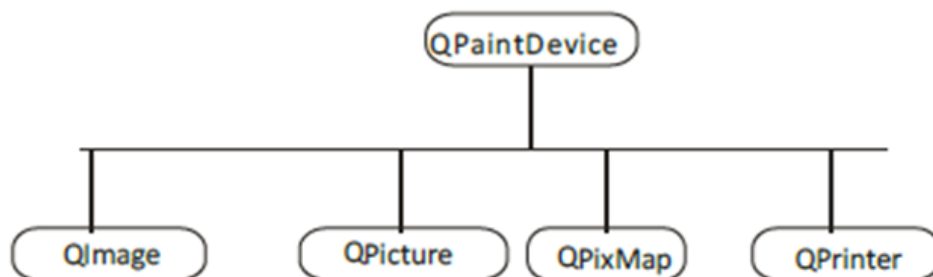 QPaintDevice
QImage
QPicture
QPixMap
QPrinter